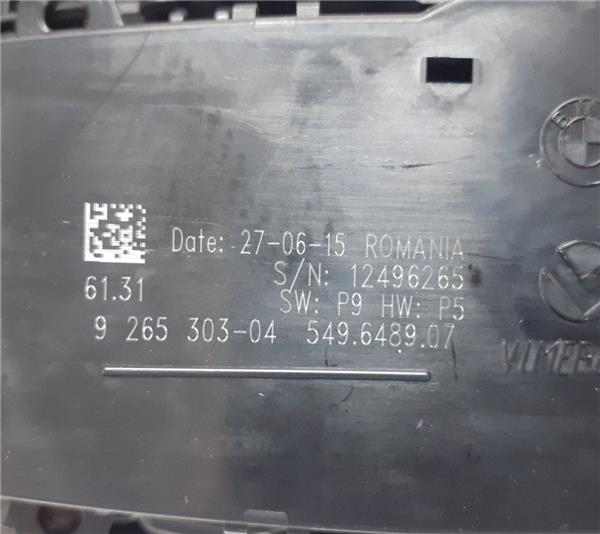 Date: 27-06-15 ROMANIA
S/N: 12496265
61.31
SW: P9 HW: P5
9 265 303-04 549.6489.07